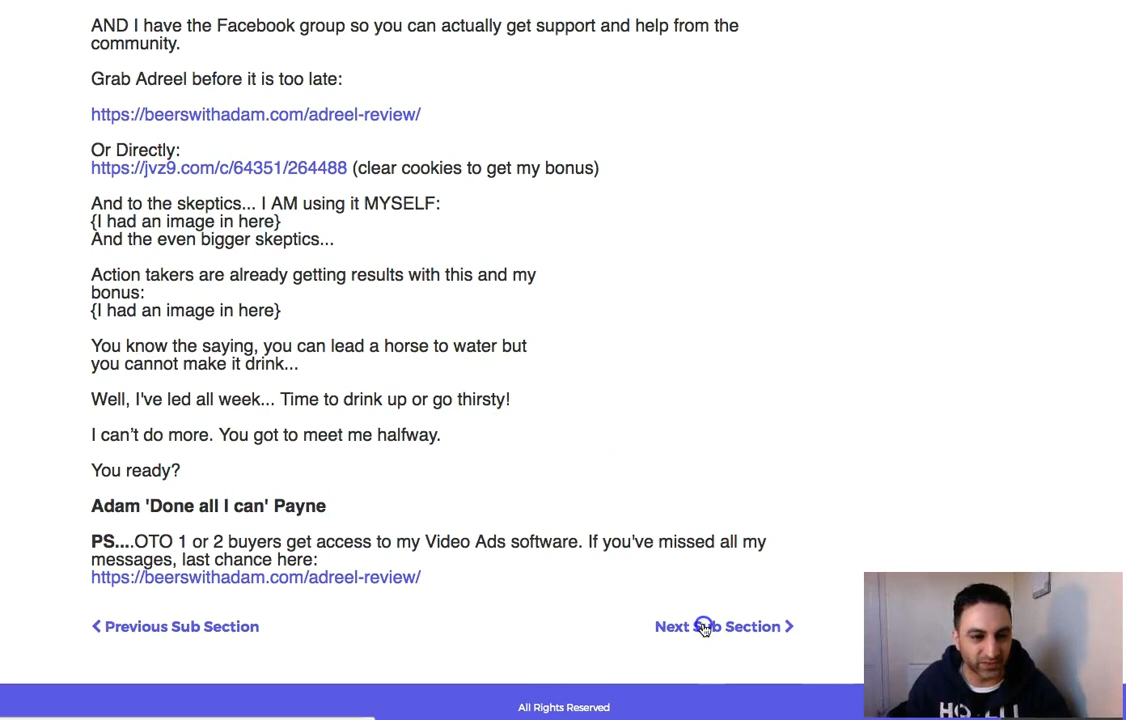 AND I have the Facebook group so you can actually get support and help from the
community.
Grab Adreel before it is too late:
https://beerswithadam.com/adreel-review/
Or Directly:
https://jvz9.com/c/64351/264488 (clear cookies to get my bonus)
And to the skeptics... I AM using it MYSELF:
{I had an image in here}
And the even bigger skeptics...
Action takers are already getting results with this and my
bonus:
{I had an image in here}
You know the saying, you can lead a horse to water but
you cannot make it drink...
Well, I've led all week... Time to drink up or go thirsty!
I can’t do more. You got to meet me halfway.
You ready?
Adam 'Done all I can' Payne
PS....OTO 1 or 2 buyers get access to my Video Ads software. If you've missed all my
messages, last chance here:
https://beerswithadam.com/adreel-review/
Previous Sub Section
Next Sub Section
All Rights Reserved